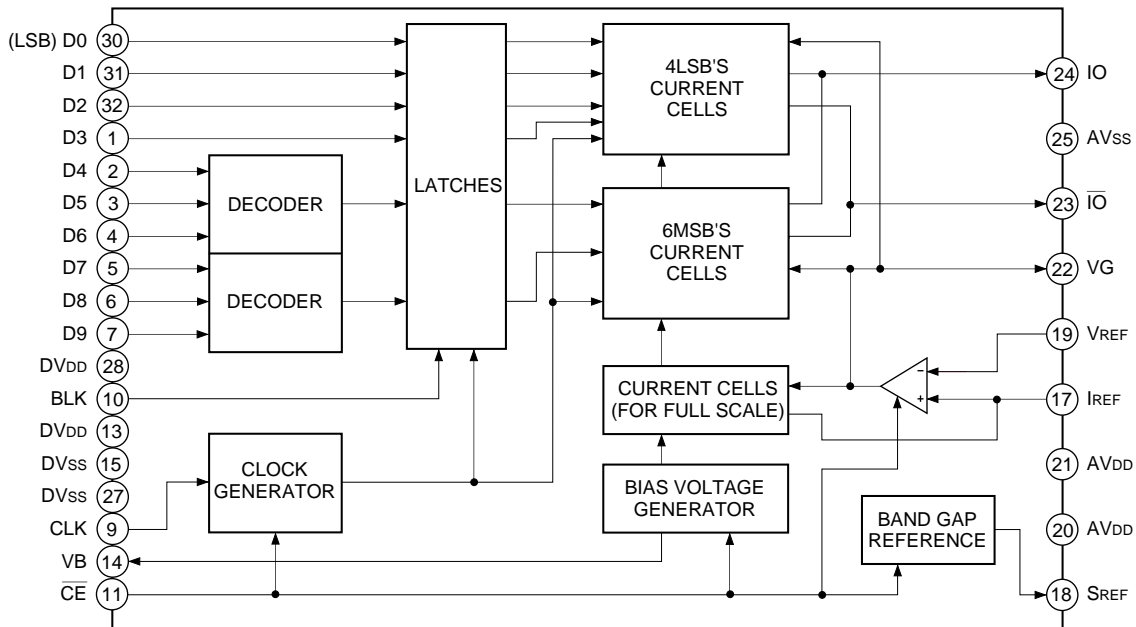 (LSB) D0 30
D1 31
D2 32
D3 1
D4 2
D5 3
D6 4
D7 5
D8 6
D9 7
DVDD 28
BLK 10
DVDD 13
DVSS 15
DVSS 27
CLK 9
VB 14
CE 11
DECODER
DECODER
CLOCK
GENERATOR
LATCHES
4LSB'S
CURRENT
CELLS
6MSB'S
CURRENT
CELLS
CURRENT CELLS
(FOR FULL SCALE)
BIAS VOLTAGE
GENERATOR
−
+
BAND GAP
REFERENCE
24 IO
25 AVSS
23 IO
22 VG
19 VREF
17 IREF
21 AVDD
20 AVDD
18 SREF